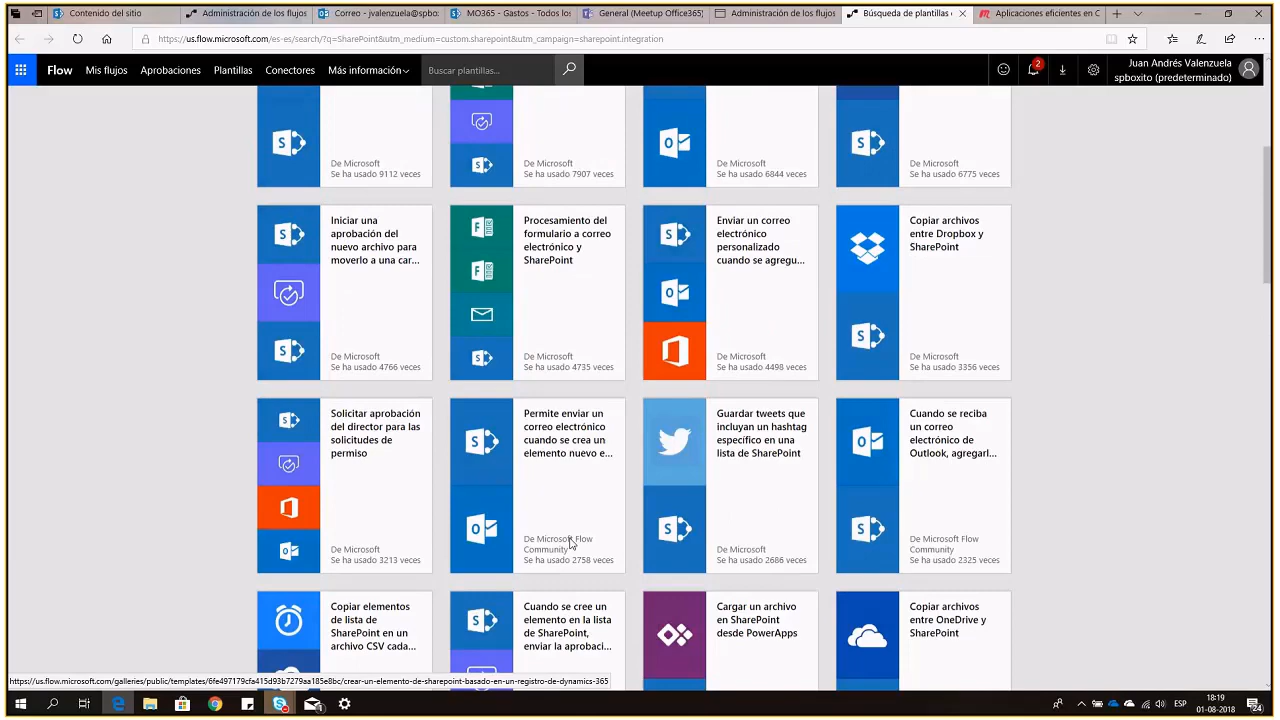 Contenido del sitio
Administración de los flujos
Correo - jvalenzuela@spbo
MO365 - Gastos - Todos los
General (Meetup Office365)
Administración de los flujos
Búsqueda de plantillas
Aplicaciones eficientes en C
https://us.flow.microsoft.com/es-es/search/?q=SharePoint&utm_medium=custom.sharepoint&utm_campaign=sharepoint.integration
Flow
Mis flujos
Aprobaciones
Plantillas
Conectores
Más información
Buscar plantillas...
2
Juan Andrés Valenzuela
spboxito (predeterminado)
De Microsoft
Se ha usado 9112 veces
De Microsoft
Se ha usado 7907 veces
De Microsoft
Se ha usado 6844 veces
De Microsoft
Se ha usado 6775 veces
Iniciar una
aprobación del
nuevo archivo para
moverlo a una car...
De Microsoft
Se ha usado 4766 veces
Procesamiento del
formulario a correo
electrónico y
SharePoint
De Microsoft
Se ha usado 4735 veces
Enviar un correo
electrónico
personalizado
cuando se agregu...
De Microsoft
Se ha usado 4498 veces
Copiar archivos
entre Dropbox y
SharePoint
De Microsoft
Se ha usado 3356 veces
Solicitar aprobación
del director para las
solicitudes de
permiso
De Microsoft
Se ha usado 3213 veces
Permite enviar un
correo electrónico
cuando se crea un
elemento nuevo e...
De Microsoft Flow
Community
Se ha usado 2758 veces
Guardar tweets que
incluyan un hashtag
específico en una
lista de SharePoint
De Microsoft
Se ha usado 2686 veces
Cuando se reciba
un correo
electrónico de
Outlook, agregarl...
De Microsoft Flow
Community
Se ha usado 2325 veces
Copiar elementos
de lista de
SharePoint en un
archivo CSV cada...
Cuando se cree un
elemento en la lista
de SharePoint,
enviar la aprobaci...
Cargar un archivo
en SharePoint
desde PowerApps
Copiar archivos
entre OneDrive y
SharePoint
https://us.flow.microsoft.com/galleries/public/templates/6fe497179cfa415d93b7279aa185e8bc/crear-un-elemento-de-sharepoint-basado-en-un-registro-de-dynamics-365
ESP
18:19
01-08-2018
24